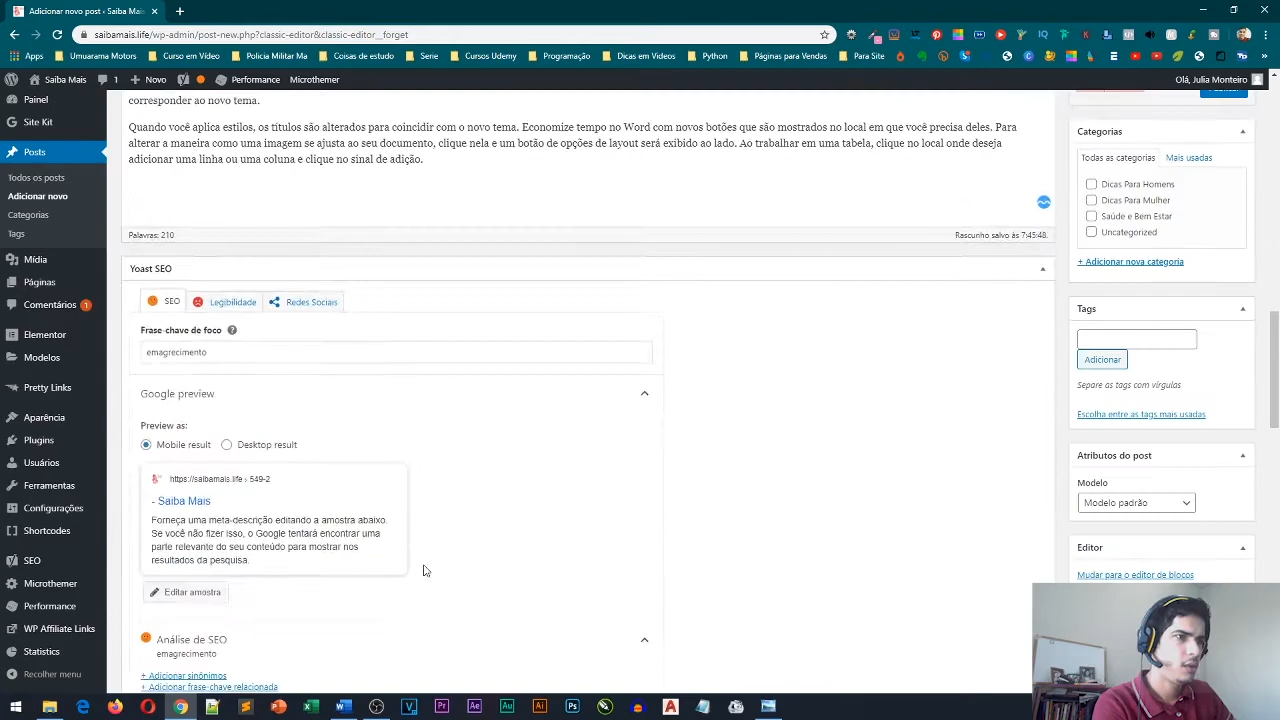 Adicionar novo post ‹ Saiba Mais
saibamais.life/wp-admin/post-new.php?classic-editor&classic-editor__forget
Apps
Umuarama Motors
Curso em Vídeo
Policia Militar Ma
Coisas de estudo
Serie
Cursos Udemy
Programação
Dicas em Vídeos
Python
Páginas para Vendas
Para Site
Saiba Mais
1
Novo
Performance
Microthemer
Olá, Julia Monteiro
Painel
Site Kit
Posts
Todos os posts
Adicionar novo
Categorias
Tags
Mídia
Páginas
Comentários 1
Elementor
Modelos
Pretty Links
Aparência
Plugins
Usuários
Ferramentas
Configurações
Shortcodes
SEO
Microthemer
Performance
WP Affiliate Links
Statistics
Recolher menu
corresponder ao novo tema.
Quando você aplica estilos, os títulos são alterados para coincidir com o novo tema. Economize tempo no Word com novos botões que são mostrados no local em que você precisa deles. Para
alterar a maneira como uma imagem se ajusta ao seu documento, clique nela e um botão de opções de layout será exibido ao lado. Ao trabalhar em uma tabela, clique no local onde deseja
adicionar uma linha ou uma coluna e clique no sinal de adição.
Palavras: 210
Rascunho salvo às 7:45:48.
Yoast SEO
SEO
Legibilidade
Redes Sociais
Frase-chave de foco
emagrecimento
Google preview
Preview as:
Mobile result
Desktop result
https://saibamais.life › 549-2
- Saiba Mais
Forneça uma meta-descrição editando a amostra abaixo.
Se você não fizer isso, o Google tentará encontrar uma
parte relevante do seu conteúdo para mostrar nos
resultados da pesquisa.
Editar amostra
Análise de SEO
emagrecimento
+ Adicionar sinônimos
+ Adicionar frase-chave relacionada
Categorias
Todas as categorias
Mais usadas
Dicas Para Homens
Dicas Para Mulher
Saúde e Bem Estar
Uncategorized
+ Adicionar nova categoria
Tags
Adicionar
Separe as tags com vírgulas
Escolha entre as tags mais usadas
Atributos do post
Modelo
Modelo padrão
Editor
Mudar para o editor de blocos